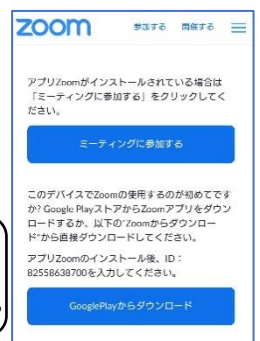 zoom 参加する 開催する
アプリZoomがインストールされている場合は
「ミーティングに参加する」をクリックしてく
ださい。
ミーティングに参加する
このデバイスでZoomの使用するのが初めてです
か? Google PlayストアからZoomアプリをダウン
ロードするか、以下の"Zoomからダウンロー
ド"から直接ダウンロードしてください。
アプリZoomのインストール後、ID：
82558638700を入力してください。
GooglePlayからダウンロード